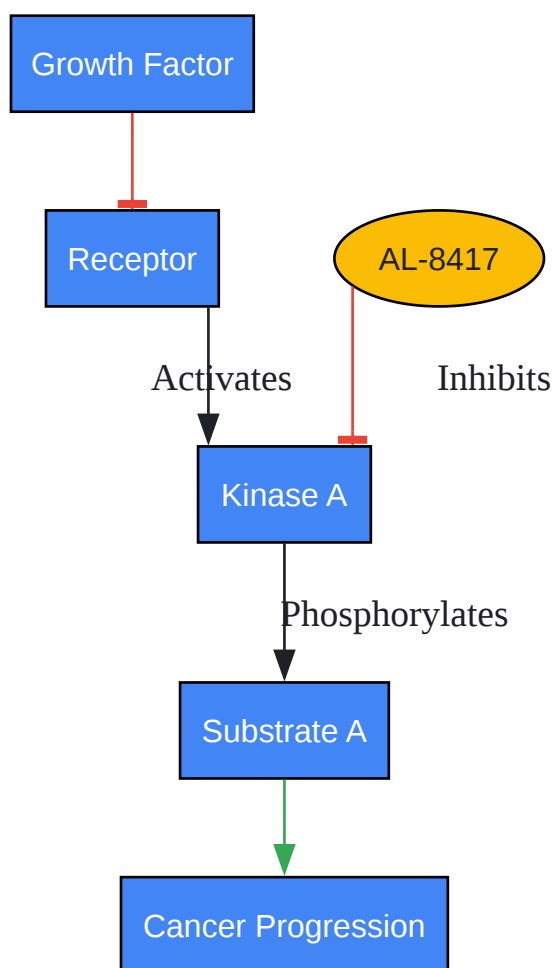 Growth Factor
Receptor
AL-8417
Activates
Inhibits
Kinase A
Phosphorylates
Substrate A
Cancer Progression